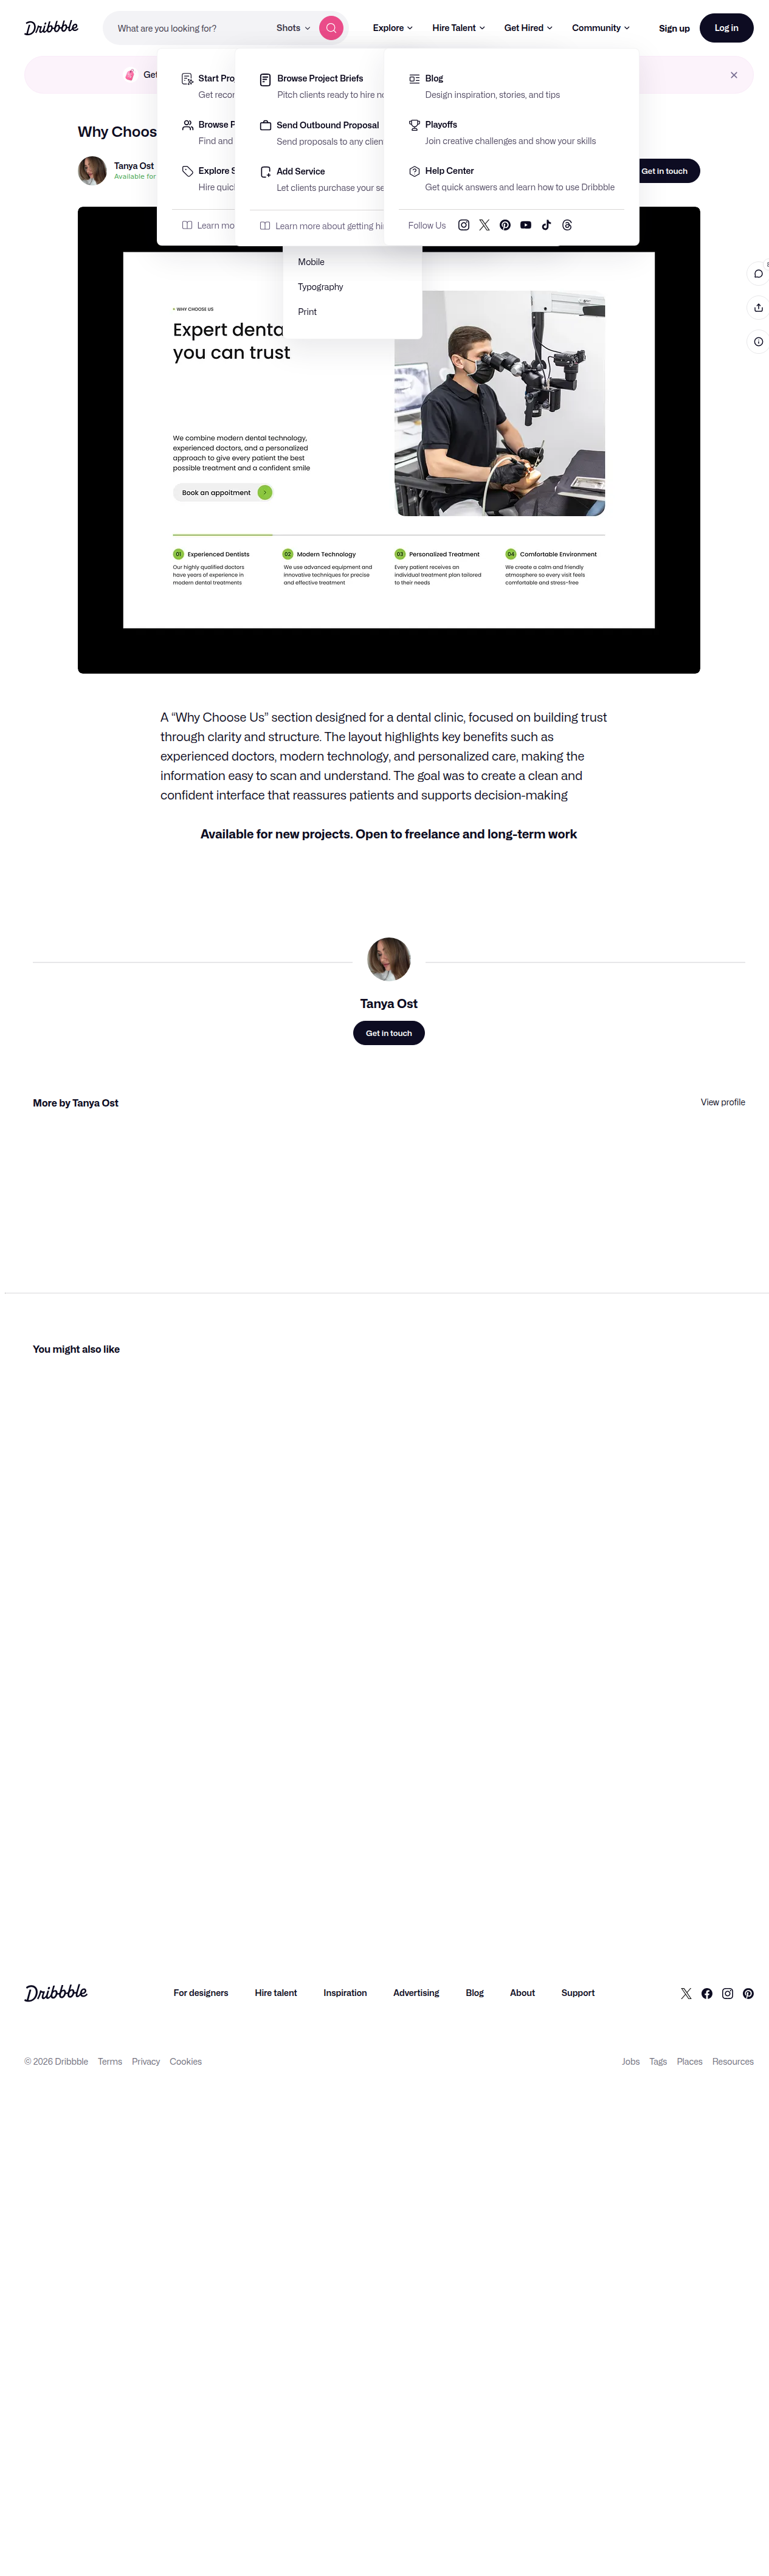 Dribbble
What are you looking for?
Shots
Explore
Hire Talent
Get Hired
Community
Sign up
Log in
Get
Start Proj
Get recor
Browse P
Find and
Explore S
Hire quick
Learn mo
Browse Project Briefs
Pitch clients ready to hire no
Send Outbound Proposal
Send proposals to any clien
Add Service
Let clients purchase your se
Learn more about getting hi
Blog
Design inspiration, stories, and tips
Playoffs
Join creative challenges and show your skills
Help Center
Get quick answers and learn how to use Dribbble
Follow Us
Why Choos
Tanya Ost
Available for
Get in touch
Mobile
Typography
Print
WHY CHOOSE US
Expert denta
you can trust
We combine modern dental technology,
experienced doctors, and a personalized
approach to give every patient the best
possible treatment and a confident smile
Book an appoitment
01 Experienced Dentists
Our highly qualified doctors
have years of experience in
modern dental treatments
02 Modern Technology
We use advanced equipment and
innovative techniques for precise
and effective treatment
03 Personalized Treatment
Every patient receives an
individual treatment plan tailored
to their needs
04 Comfortable Environment
We create a calm and friendly
atmosphere so every visit feels
comfortable and stress-free
A “Why Choose Us” section designed for a dental clinic, focused on building trust
through clarity and structure. The layout highlights key benefits such as
experienced doctors, modern technology, and personalized care, making the
information easy to scan and understand. The goal was to create a clean and
confident interface that reassures patients and supports decision-making
Available for new projects. Open to freelance and long-term work
Tanya Ost
Get in touch
More by Tanya Ost
View profile
You might also like
Dribbble
For designers
Hire talent
Inspiration
Advertising
Blog
About
Support
© 2026 Dribbble
Terms
Privacy
Cookies
Jobs
Tags
Places
Resources